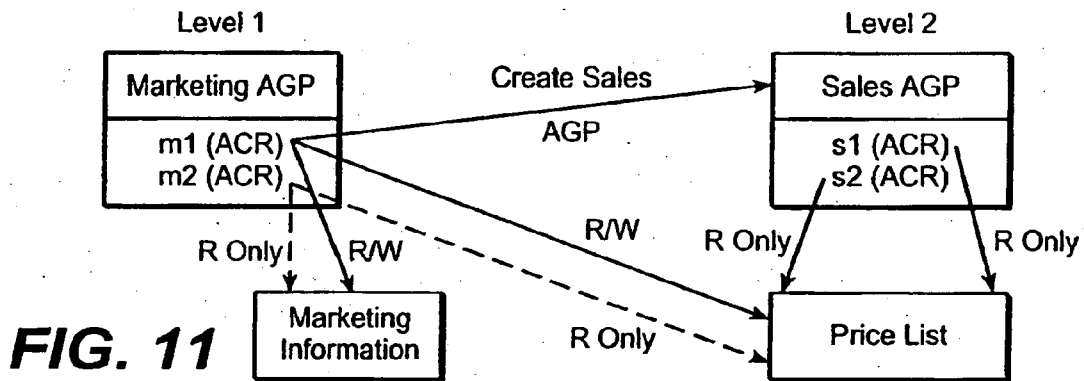 Level 1
Level 2
Marketing AGP
Create Sales
AGP
Sales AGP
m1 (ACR)
m2 (ACR)
s1 (ACR)
s2 (ACR)
R Only
R/W
R/W
R Only
R Only
R Only
Marketing
Information
Price List
FIG. 11